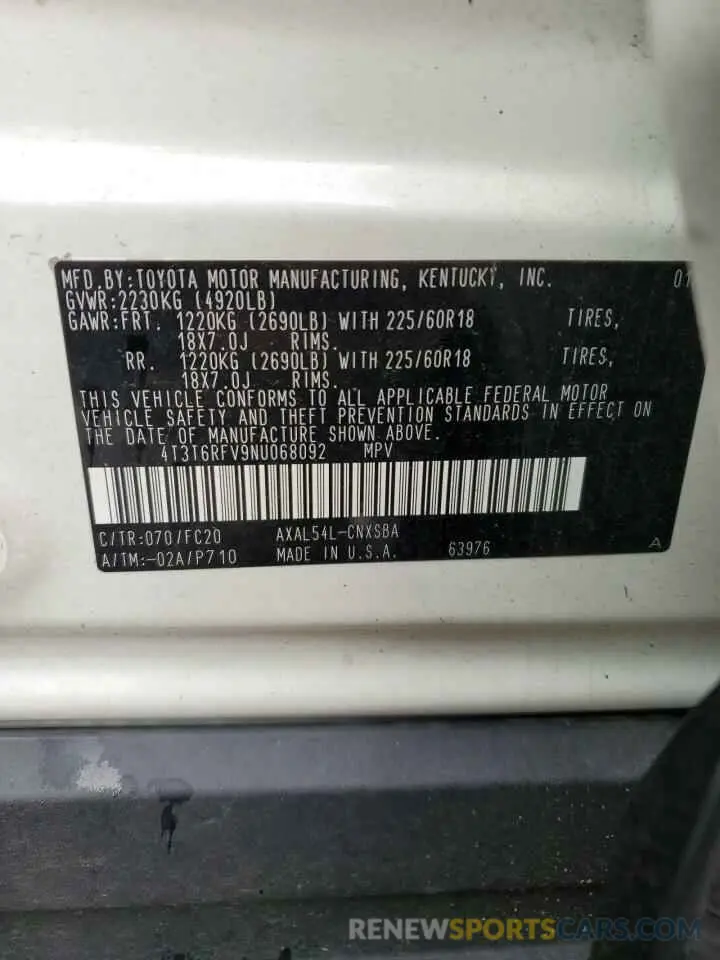 MFD.BY:TOYOTA MOTOR MANUFACTURING, KENTUCKY, INC. 01
GVWR:2230KG (4920LB)
GAWR:FRT. 1220KG (2690LB) WITH 225/60R18 TIRES,
18X7.0J RIMS.
RR. 1220KG (2690LB) WITH 225/60R18 TIRES,
18X7.0J RIMS.
THIS VEHICLE CONFORMS TO ALL APPLICABLE FEDERAL MOTOR
VEHICLE SAFETY AND THEFT PREVENTION STANDARDS IN EFFECT ON
THE DATE OF MANUFACTURE SHOWN ABOVE.
4T3T6RFV9NU068092 MPV
C/TR:070/FC20 AXAL54L-CNXSBA
A/TM:-02A/P710 MADE IN U.S.A. 63976 A
RENEWSPORTSCARS.COM